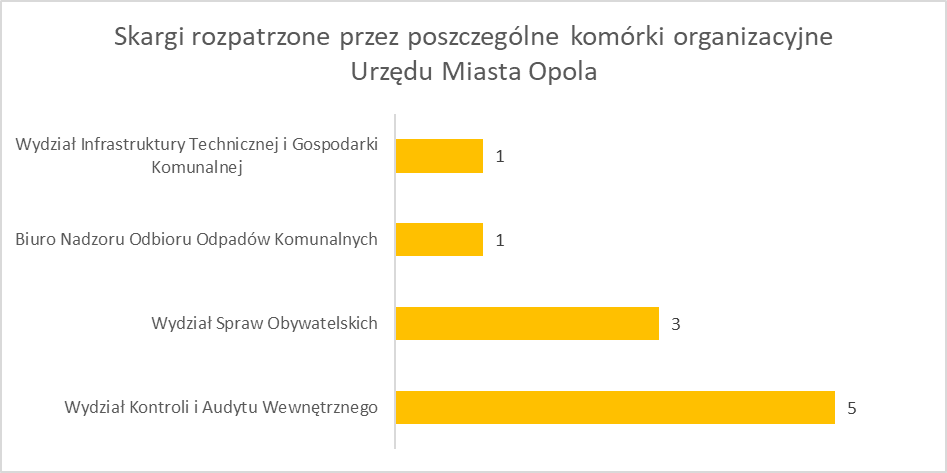 Skargi rozpatrzone przez poszczególne komórki organizacyjne
Urzędu Miasta Opola
Wydział Infrastruktury Technicznej i Gospodarki
Komunalnej
1
Biuro Nadzoru Odbioru Odpadów Komunalnych
1
Wydział Spraw Obywatelskich
3
Wydział Kontroli i Audytu Wewnętrznego
5